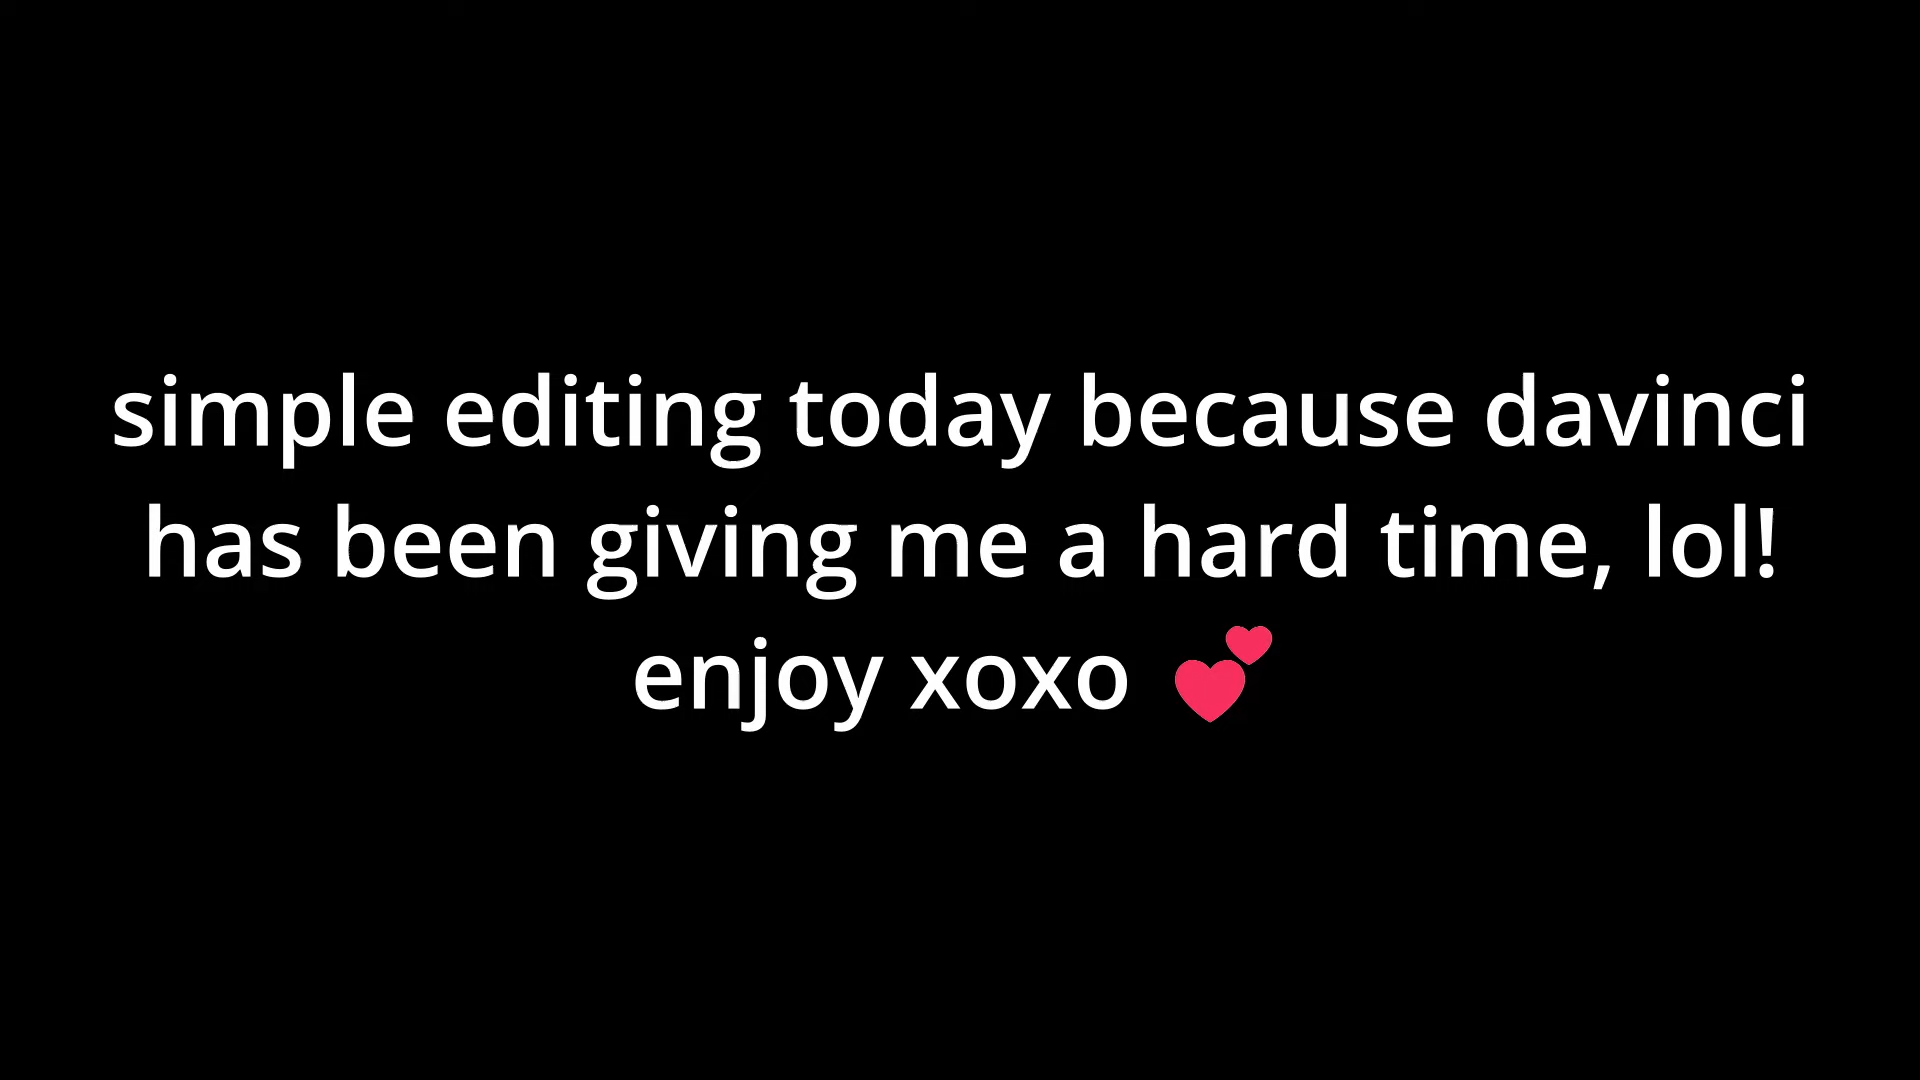 simple editing today because davinci
has been giving me a hard time, lol!
enjoy xoxo 💕